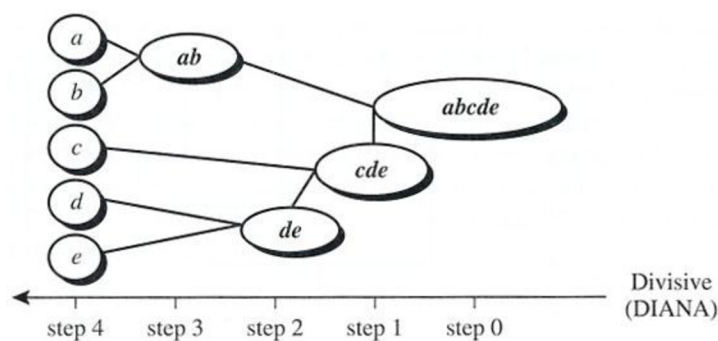 a
ab
b
abcde
c
cde
d
de
e
Divisive
(DIANA)
step 4 step 3 step 2 step 1 step 0